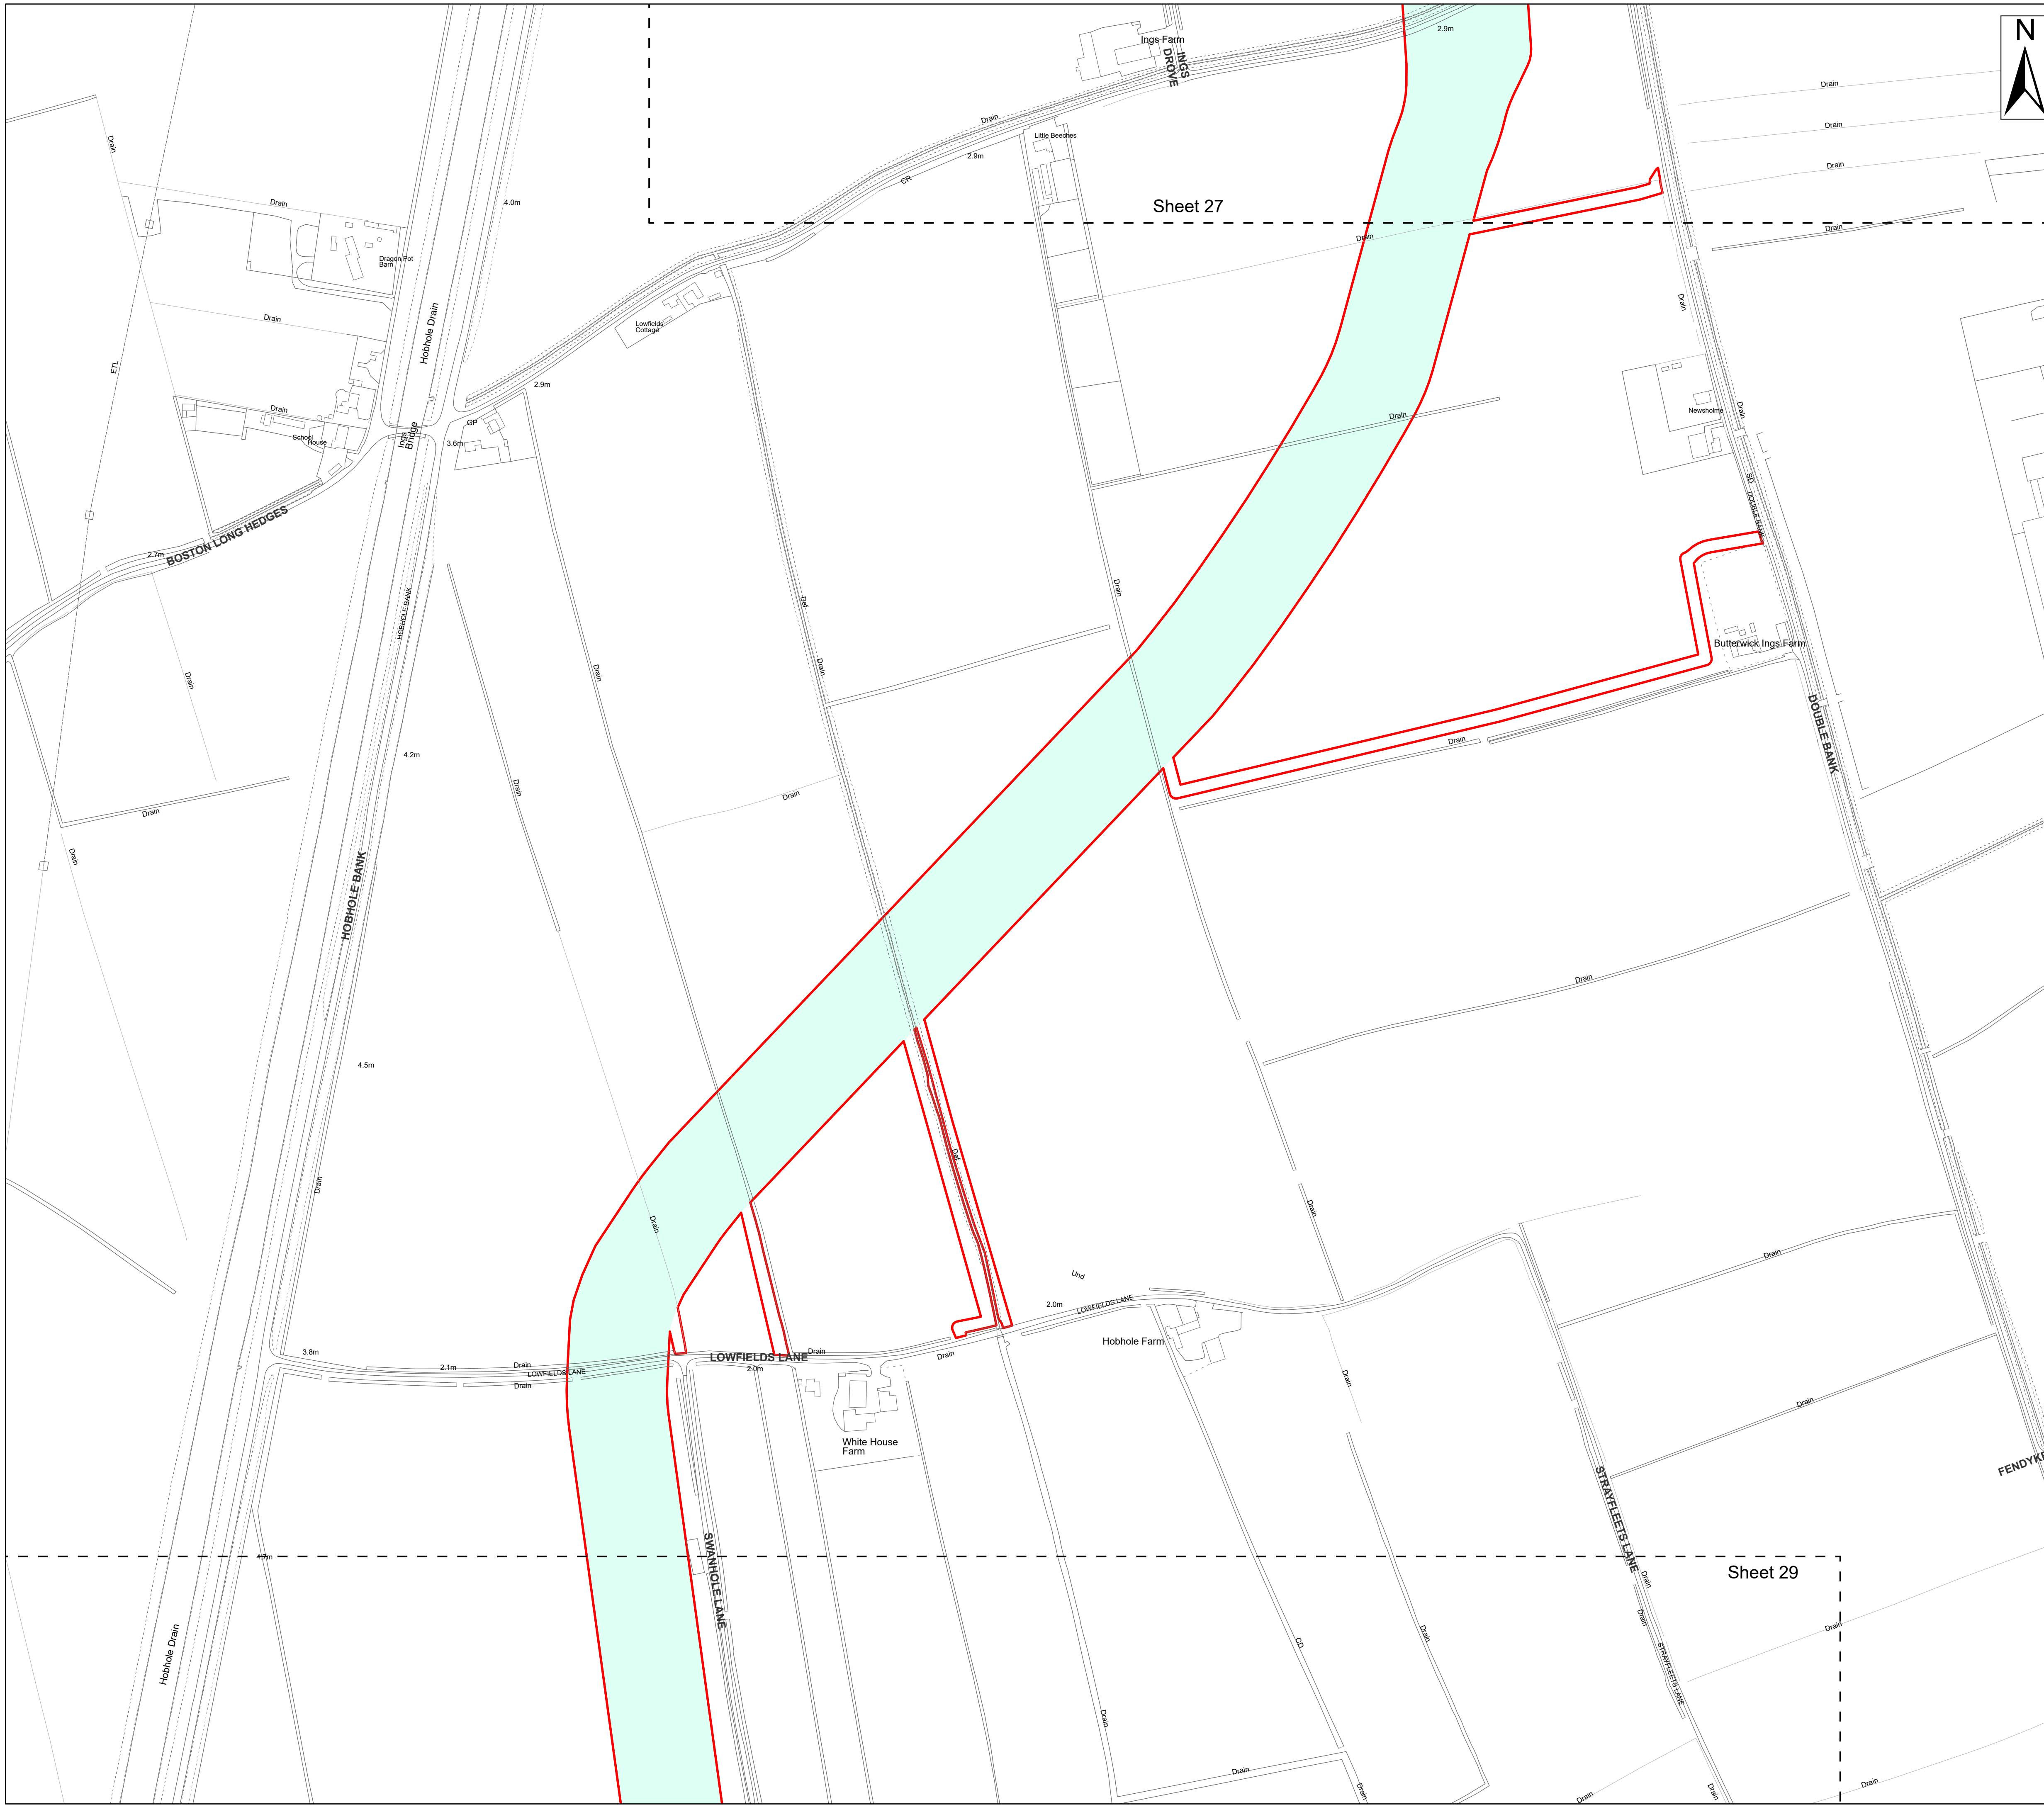 N
Ings Farm
INGS
DROVE
2.9m
Drain
Drain
Drain
Drain
Drain
Little Beeches
2.9m
CR
Drain
4.0m
Sheet 27
Drain
Drain
Dragon Pot
Barn
Hobhole Drain
Drain
Lowfields
Cottage
Drain
ETL
2.9m
Drain
GP
3.6m
Ings
Bridge
School
House
Drain
Newsholme
Drain
SD
DOUBLE BANK
BOSTON LONG HEDGES
2.7m
HOBHOLE BANK
Drain
Def
Drain
Drain
Drain
Butterwick Ings Farm
DOUBLE BANK
Drain
4.2m
Drain
Drain
Drain
Drain
HOBHOLE BANK
Drain
4.5m
Def
Drain
Drain
Drain
Drain
Und
2.0m
LOWFIELDS LANE
Hobhole Farm
3.8m
2.1m
Drain
LOWFIELDS LANE
Drain
LOWFIELDS LANE
2.0m
Drain
Drain
Drain
Drain
White House
Farm
STRAYFLEETS LANE
SWANHOLE LANE
4.7m
Sheet 29
Drain
Drain
Drain
STRAYFLEETS LANE
Hobhole Drain
CD
Drain
Drain
Drain
Drain
Drain
Drain
Drain